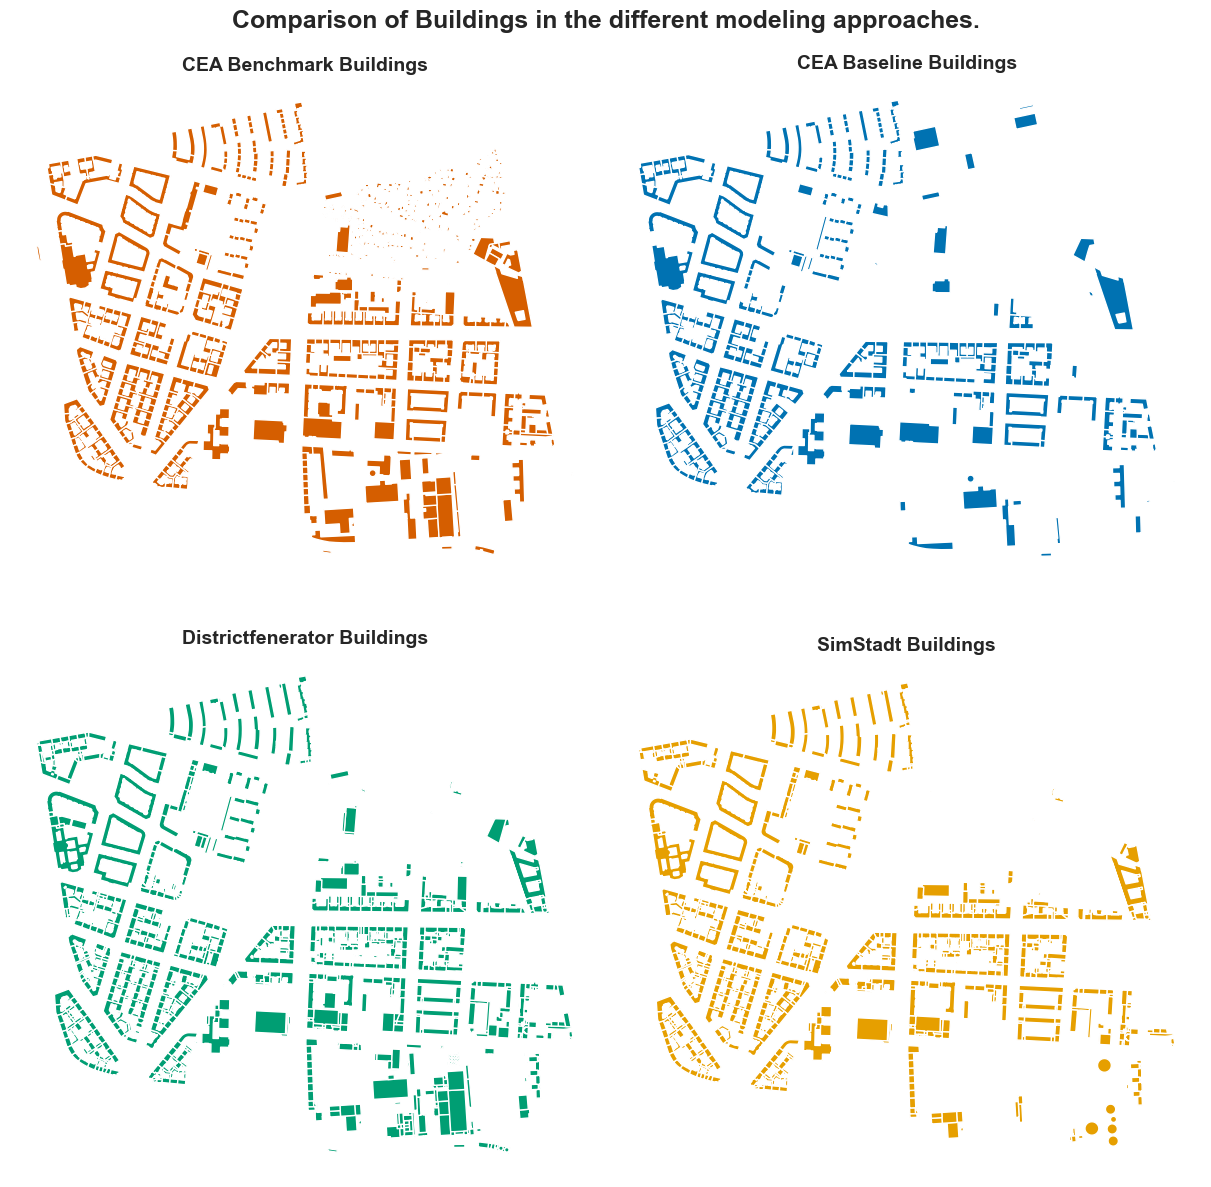 Comparison of Buildings in the different modeling approaches.
CEA Benchmark Buildings
CEA Baseline Buildings
Districtfenerator Buildings
SimStadt Buildings